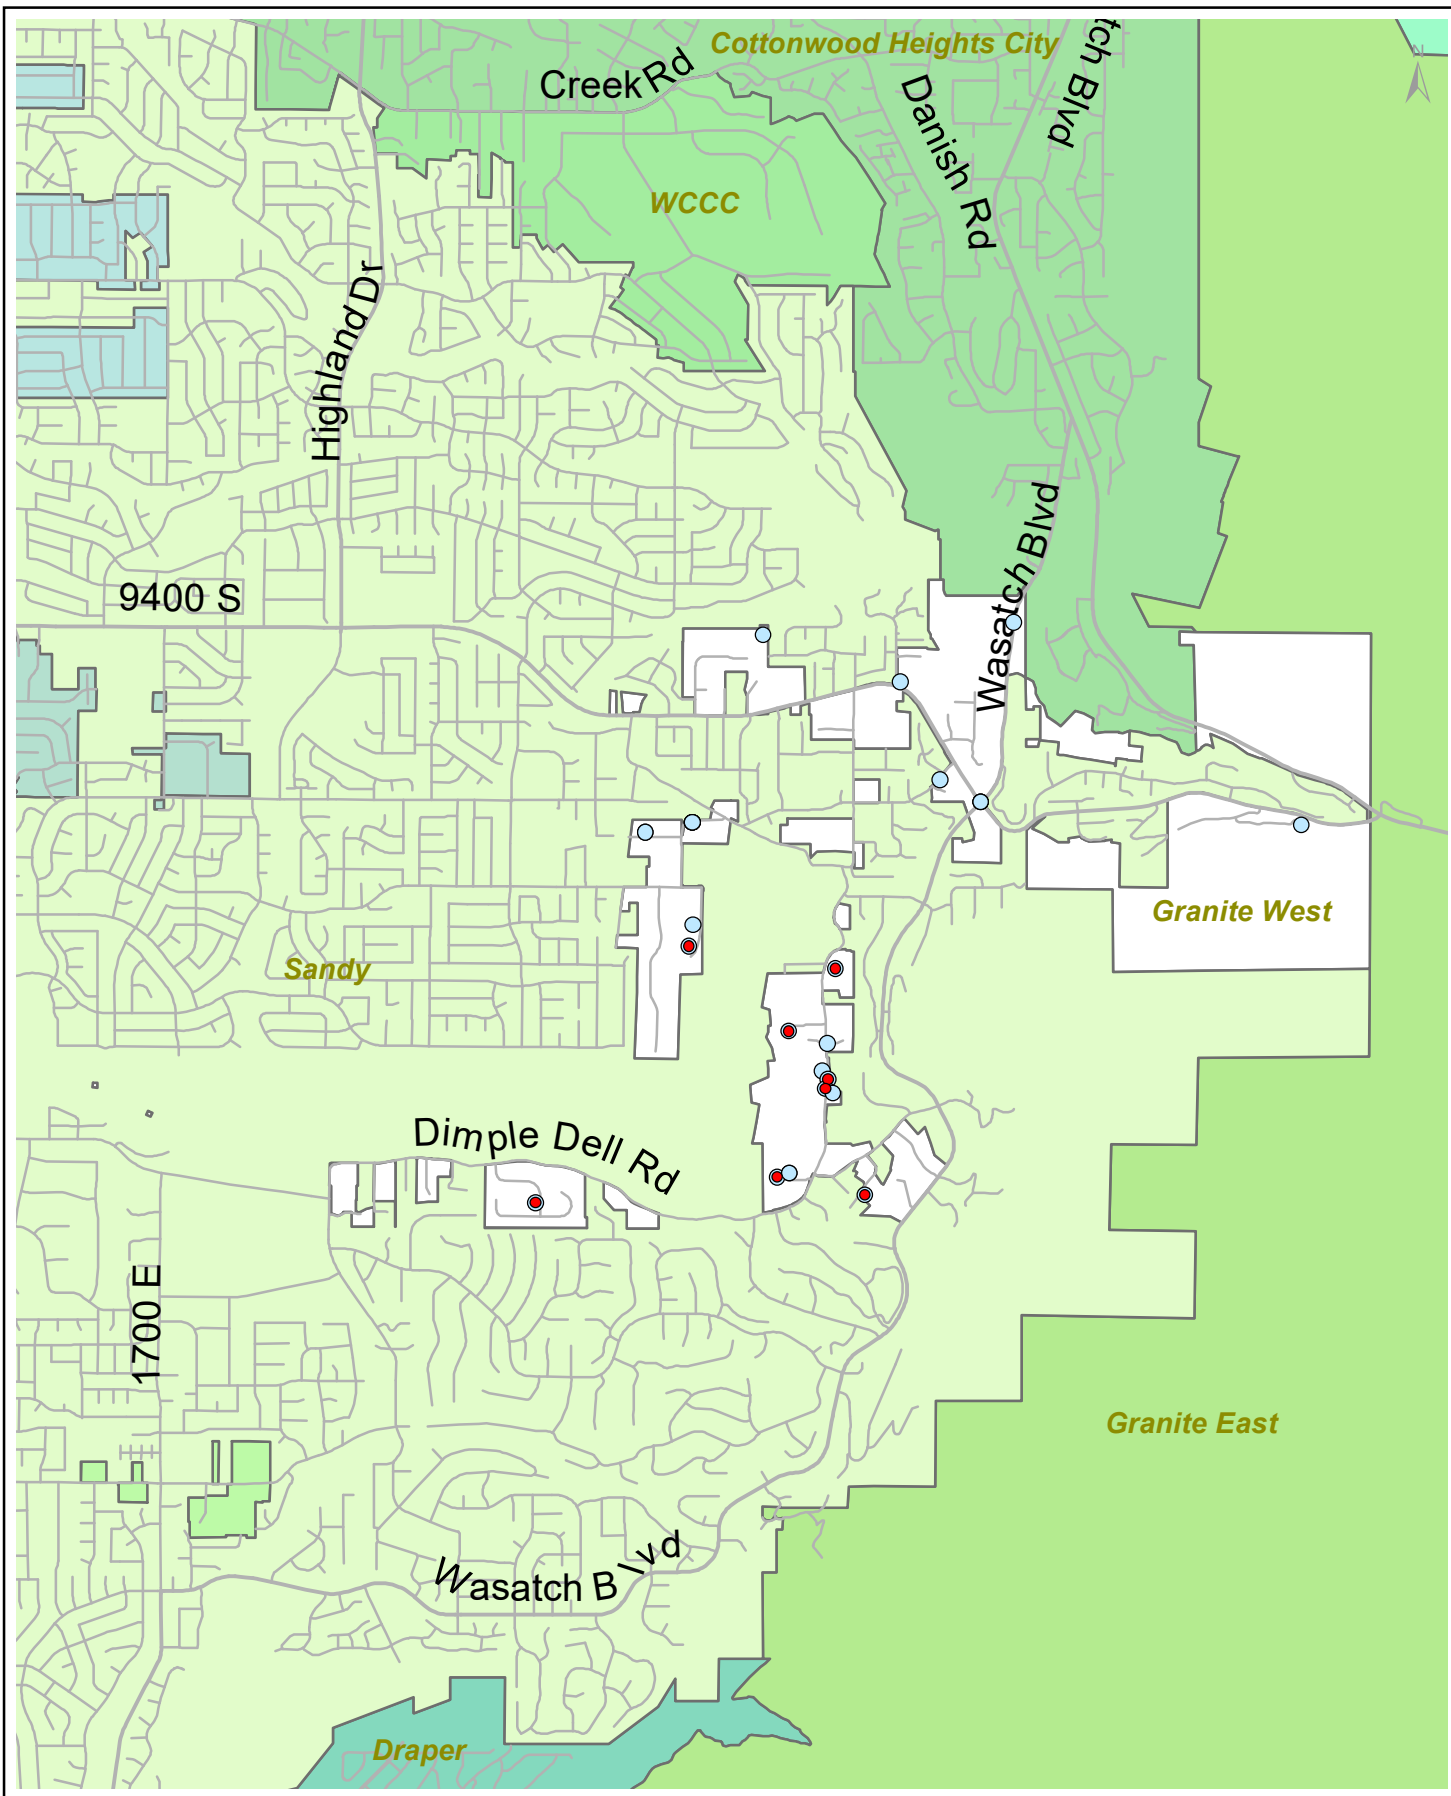 Cottonwood Heights City
Creek Rd
tch Blvd
N
Danish Rd
WCCC
Highland Dr
Wasatch Blvd
9400 S
Granite West
Sandy
Dimple Dell Rd
1700 E
Granite East
Wasatch Blvd
Draper